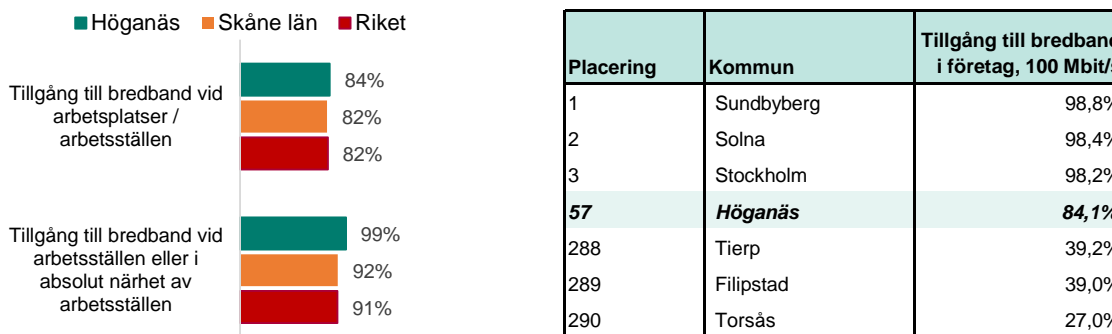 Höganäs Skåne län Riket
Tillgång till bredband vid
arbetsplatser /
arbetsställen
84%
82%
82%
Tillgång till bredband vid
arbetsställen eller i
absolut närhet av
arbetsställen
99%
92%
91%
Placering Kommun Tillgång till bredband
i företag, 100 Mbit/s
1 Sundbyberg 98,8%
2 Solna 98,4%
3 Stockholm 98,2%
57 Höganäs 84,1%
288 Tierp 39,2%
289 Filipstad 39,0%
290 Torsås 27,0%